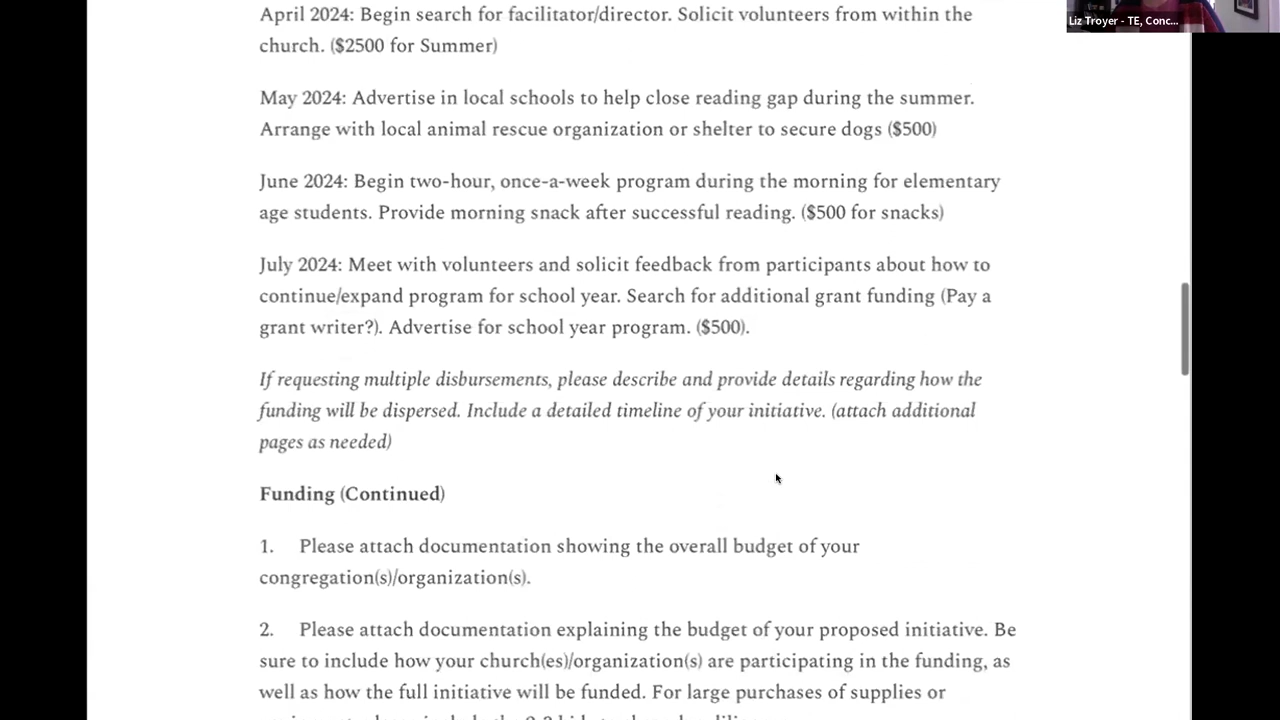 Liz Troyer - TE, Conc...
April 2024: Begin search for facilitator/director. Solicit volunteers from within the
church. ($2500 for Summer)
May 2024: Advertise in local schools to help close reading gap during the summer.
Arrange with local animal rescue organization or shelter to secure dogs ($500)
June 2024: Begin two-hour, once-a-week program during the morning for elementary
age students. Provide morning snack after successful reading. ($500 for snacks)
July 2024: Meet with volunteers and solicit feedback from participants about how to
continue/expand program for school year. Search for additional grant funding (Pay a
grant writer?). Advertise for school year program. ($500).
If requesting multiple disbursements, please describe and provide details regarding how the
funding will be dispersed. Include a detailed timeline of your initiative. (attach additional
pages as needed)
Funding (Continued)
1. Please attach documentation showing the overall budget of your
congregation(s)/organization(s).
2. Please attach documentation explaining the budget of your proposed initiative. Be
sure to include how your church(es)/organization(s) are participating in the funding, as
well as how the full initiative will be funded. For large purchases of supplies or